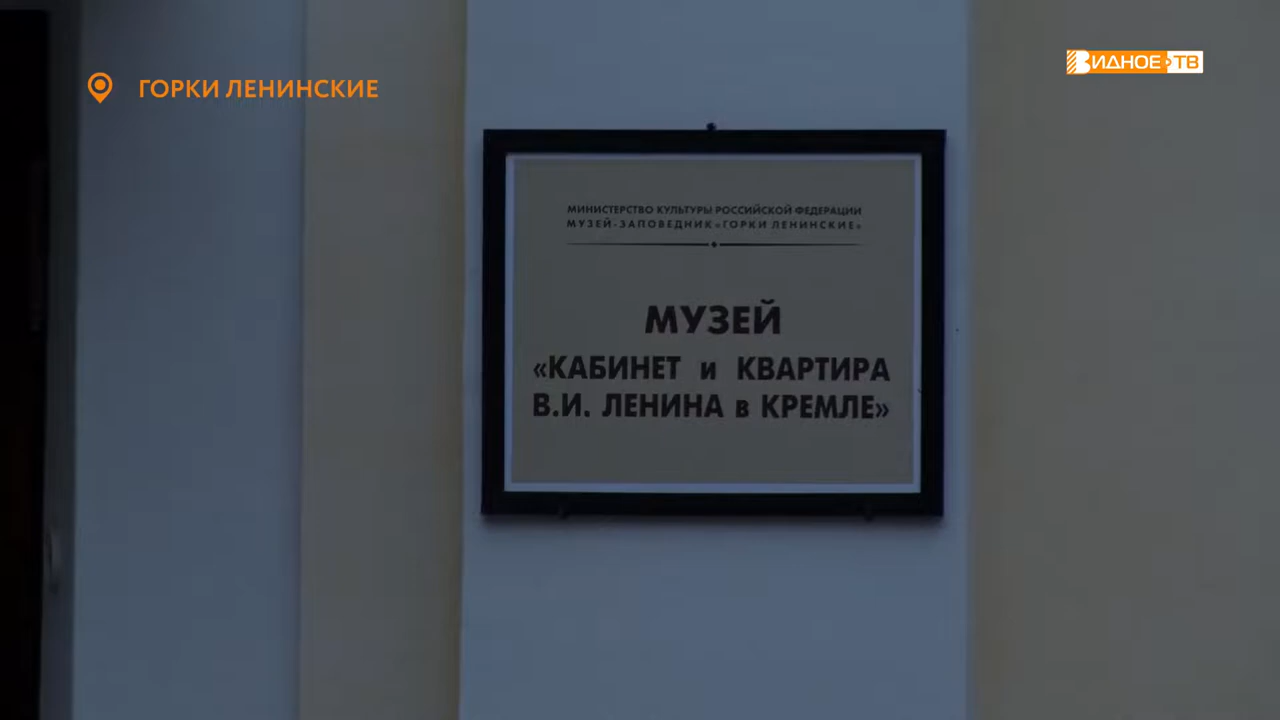 ГОРКИ ЛЕНИНСКИЕ
ВИДНОЕ-ТВ
МИНИСТЕРСТВО КУЛЬТУРЫ РОССИЙСКОЙ ФЕДЕРАЦИИ
МУЗЕЙ-ЗАПОВЕДНИК «ГОРКИ ЛЕНИНСКИЕ»
МУЗЕЙ
«КАБИНЕТ и КВАРТИРА
В.И. ЛЕНИНА в КРЕМЛЕ»